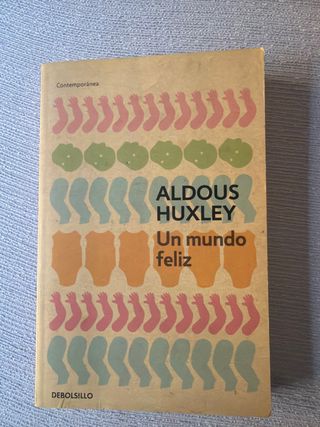 Contemporánea
ALDOUS
HUXLEY
Un mundo
feliz
DEBOLSILLO